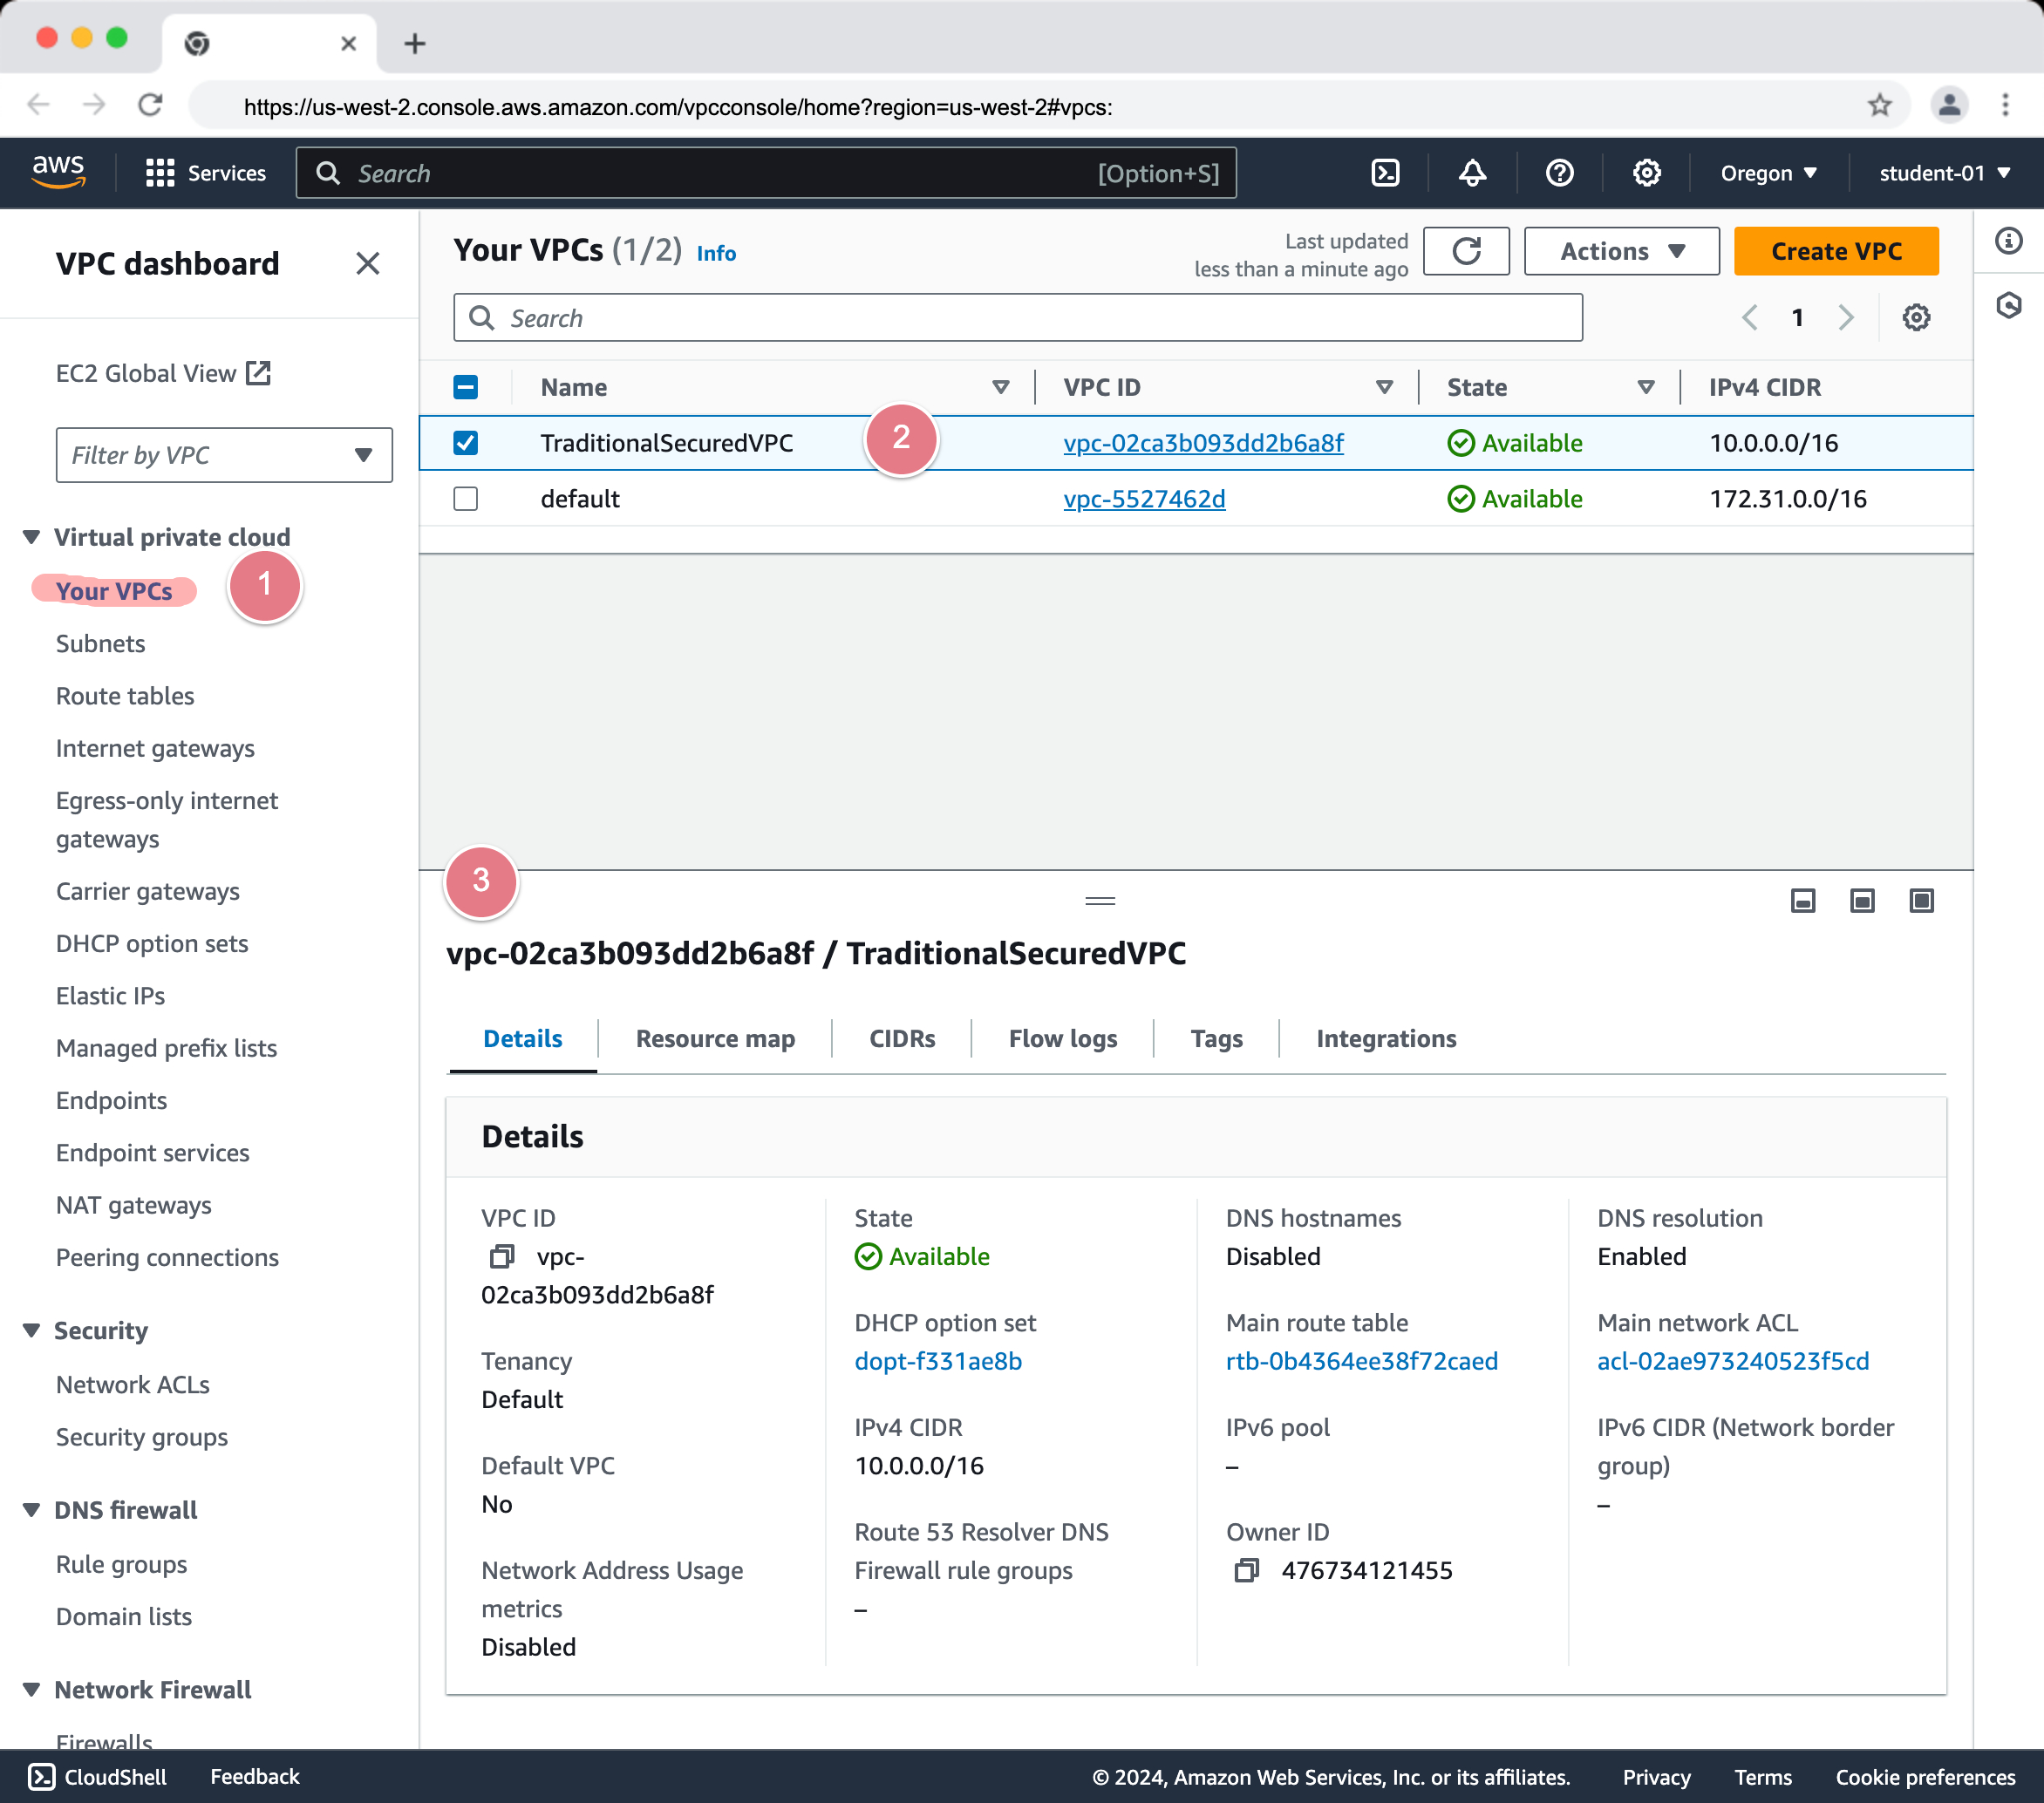 https://us-west-2.console.aws.amazon.com/vpcconsole/home?region=us-west-2#vpcs:
aws
Services
Search
[Option+S]
Oregon
student-01
VPC dashboard
EC2 Global View
Filter by VPC
Virtual private cloud
Your VPCs
1
Subnets
Route tables
Internet gateways
Egress-only internet
gateways
Carrier gateways
DHCP option sets
Elastic IPs
Managed prefix lists
Endpoints
Endpoint services
NAT gateways
Peering connections
Security
Network ACLs
Security groups
DNS firewall
Rule groups
Domain lists
Network Firewall
Firewalls
Your VPCs (1/2) Info
Last updated
less than a minute ago
Actions
Create VPC
Search
1
Name VPC ID State IPv4 CIDR
TraditionalSecuredVPC 2 vpc-02ca3b093dd2b6a8f Available 10.0.0.0/16
default vpc-5527462d Available 172.31.0.0/16
3
vpc-02ca3b093dd2b6a8f / TraditionalSecuredVPC
Details Resource map CIDRs Flow logs Tags Integrations
Details
VPC ID
vpc-
02ca3b093dd2b6a8f
Tenancy
Default
Default VPC
No
Network Address Usage
metrics
Disabled
State
Available
DHCP option set
dopt-f331ae8b
IPv4 CIDR
10.0.0.0/16
Route 53 Resolver DNS
Firewall rule groups
–
DNS hostnames
Disabled
Main route table
rtb-0b4364ee38f72caed
IPv6 pool
–
Owner ID
476734121455
DNS resolution
Enabled
Main network ACL
acl-02ae973240523f5cd
IPv6 CIDR (Network border
group)
–
CloudShell Feedback © 2024, Amazon Web Services, Inc. or its affiliates. Privacy Terms Cookie preferences